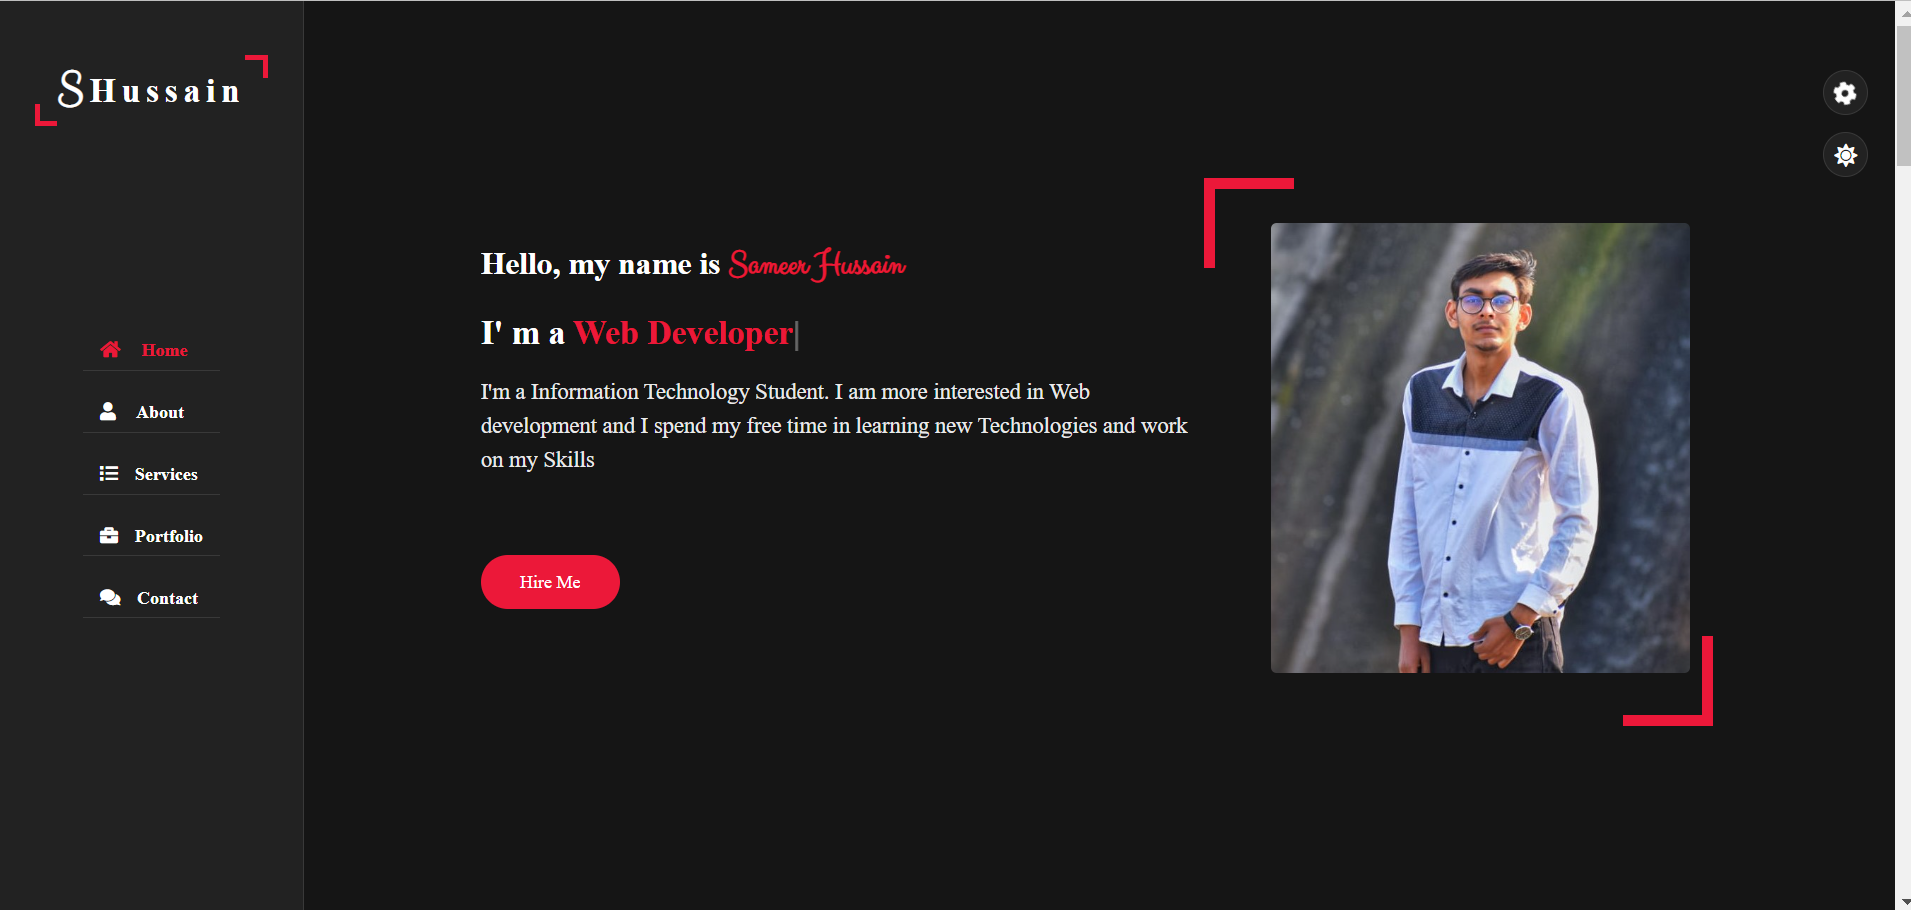 SHussain
Home
About
Services
Portfolio
Contact
Hello, my name is Sameer Hussain
I' m a Web Developer|
I'm a Information Technology Student. I am more interested in Web
development and I spend my free time in learning new Technologies and work
on my Skills
Hire Me